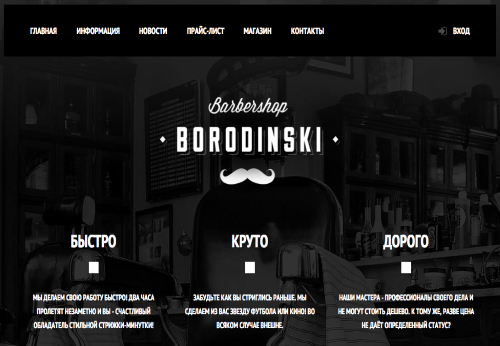 ГЛАВНАЯ ИНФОРМАЦИЯ НОВОСТИ ПРАЙС-ЛИСТ МАГАЗИН КОНТАКТЫ ВХОД
Barbershop
BORODINSKI
БЫСТРО КРУТО ДОРОГО
МЫ ДЕЛАЕМ СВОЮ РАБОТУ БЫСТРО! ДВА ЧАСА
ПРОЛЕТЯТ НЕЗАМЕТНО И ВЫ - СЧАСТЛИВЫЙ
ОБЛАДАТЕЛЬ СТИЛЬНОЙ СТРИЖКИ-МИНУТКИ!
ЗАБУДЬТЕ КАК ВЫ СТРИГЛИСЬ РАНЬШЕ. МЫ
СДЕЛАЕМ ИЗ ВАС ЗВЕЗДУ ФУТБОЛА ИЛИ КИНО! ВО
ВСЯКОМ СЛУЧАЕ ВНЕШНЕ.
НАШИ МАСТЕРА - ПРОФЕССИОНАЛЫ СВОЕГО ДЕЛА И
НЕ МОГУТ СТОИТЬ ДЕШЕВО. К ТОМУ ЖЕ, РАЗВЕ ЦЕНА
НЕ ДАЁТ ОПРЕДЕЛЕННЫЙ СТАТУС?